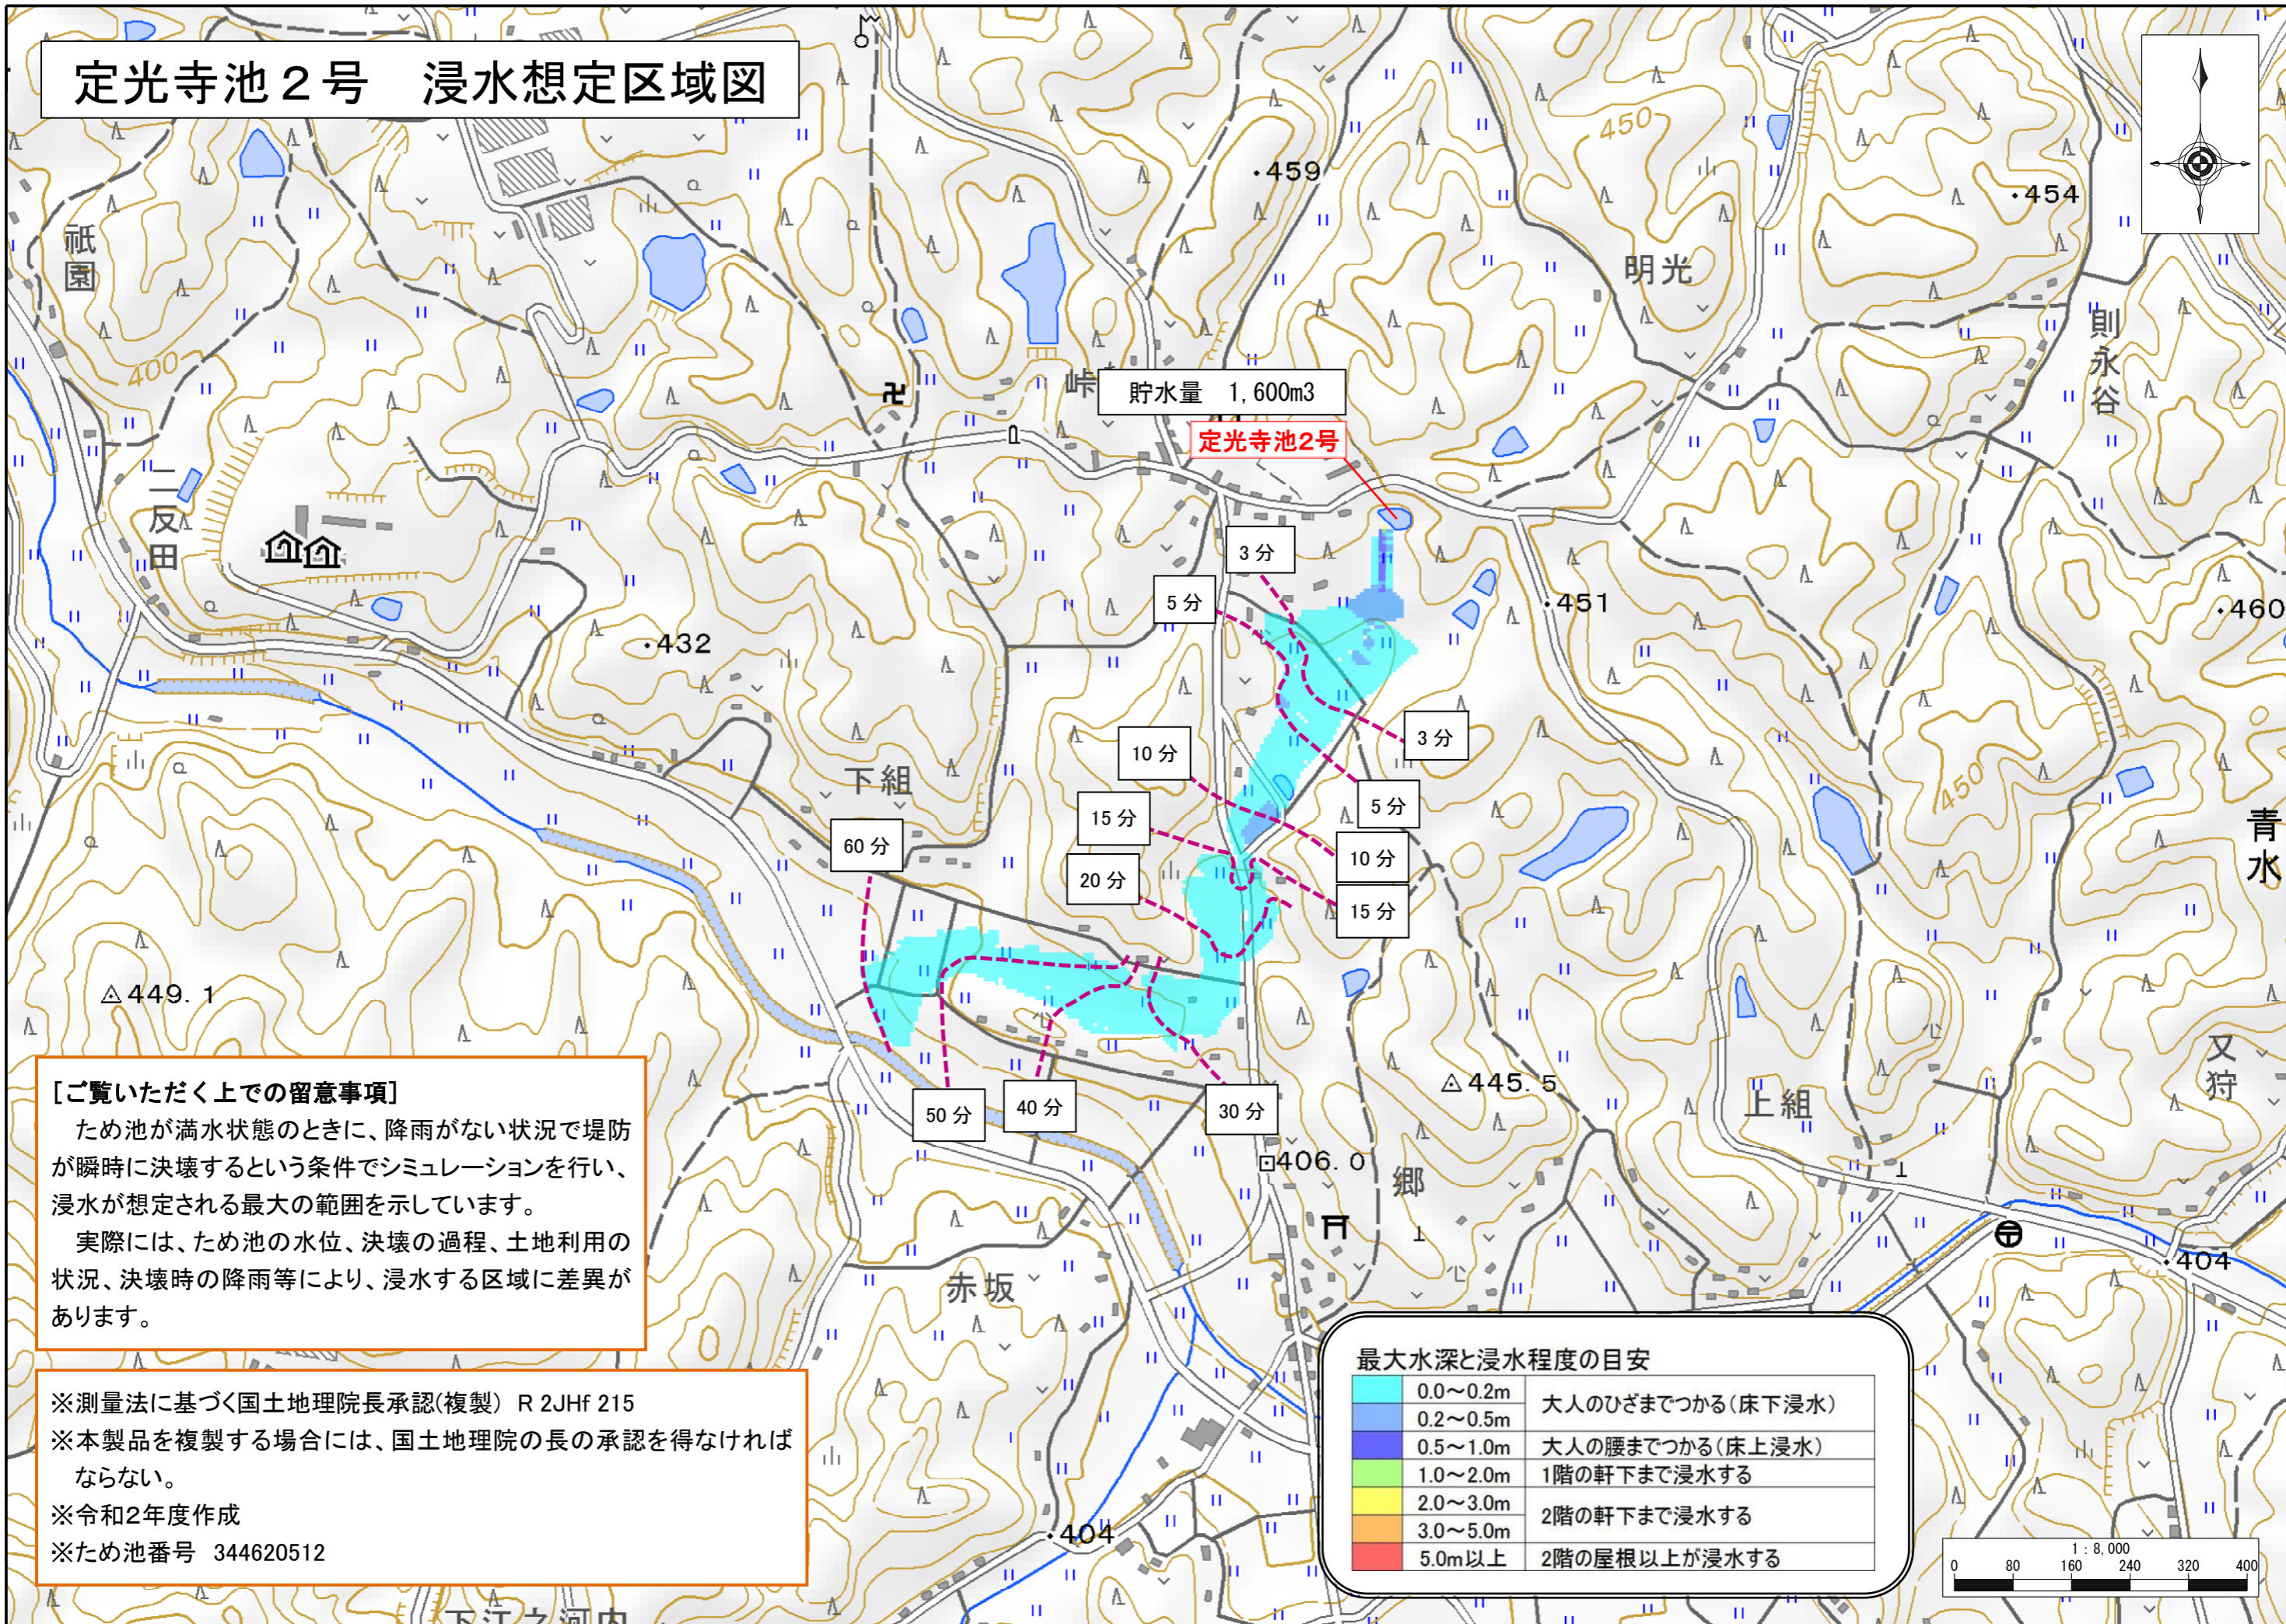 定光寺池２号　浸水想定区域図
450
・459
・454
祇園
明光
則永谷
400
峠
貯水量　1,600m3
定光寺池2号
二反田
3 分
5 分
・451
・460
・432
3 分
10 分
下組
5 分
450
15 分
青水
60 分
10 分
20 分
15 分
449.1
又狩
445.5
上組
50 分
40 分
30 分
406.0
郷
赤坂
・404
[ご覧いただく上での留意事項]
ため池が満水状態のときに、降雨がない状況で堤防
が瞬時に決壊するという条件でシミュレーションを行い、
浸水が想定される最大の範囲を示しています。
実際には、ため池の水位、決壊の過程、土地利用の
状況、決壊時の降雨等により、浸水する区域に差異が
あります。
※測量法に基づく国土地理院長承認(複製)　R 2JHf 215
※本製品を複製する場合には、国土地理院の長の承認を得なければ
ならない。
※令和2年度作成
※ため池番号　344620512
・404
下江之河内
最大水深と浸水程度の目安
0.0～0.2m　大人のひざまでつかる(床下浸水)
0.2～0.5m
0.5～1.0m　大人の腰までつかる(床上浸水)
1.0～2.0m　1階の軒下まで浸水する
2.0～3.0m　2階の軒下まで浸水する
3.0～5.0m
5.0m以上　2階の屋根以上が浸水する
1：8,000
0　80　160　240　320　400